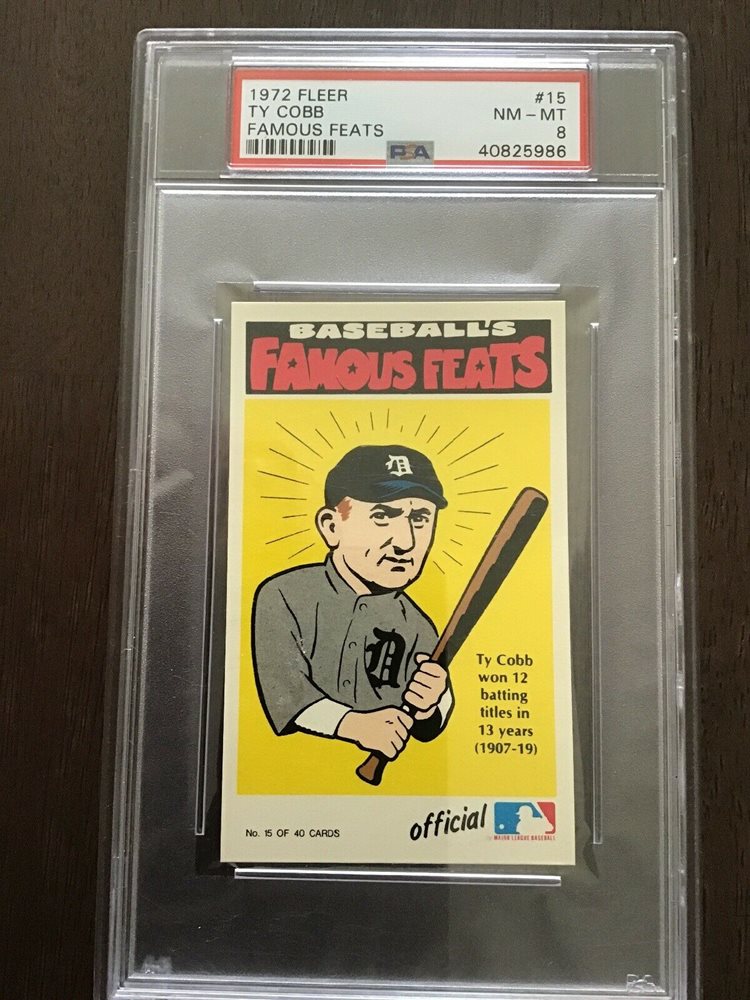 1972 FLEER #15
TY COBB NM – MT
FAMOUS FEATS 8
PSA 40825986
BASEBALL'S
FAMOUS FEATS
D
D
Ty Cobb
won 12
batting
titles in
13 years
(1907-19)
No. 15 OF 40 CARDS
official
MAJOR LEAGUE BASEBALL
PSA